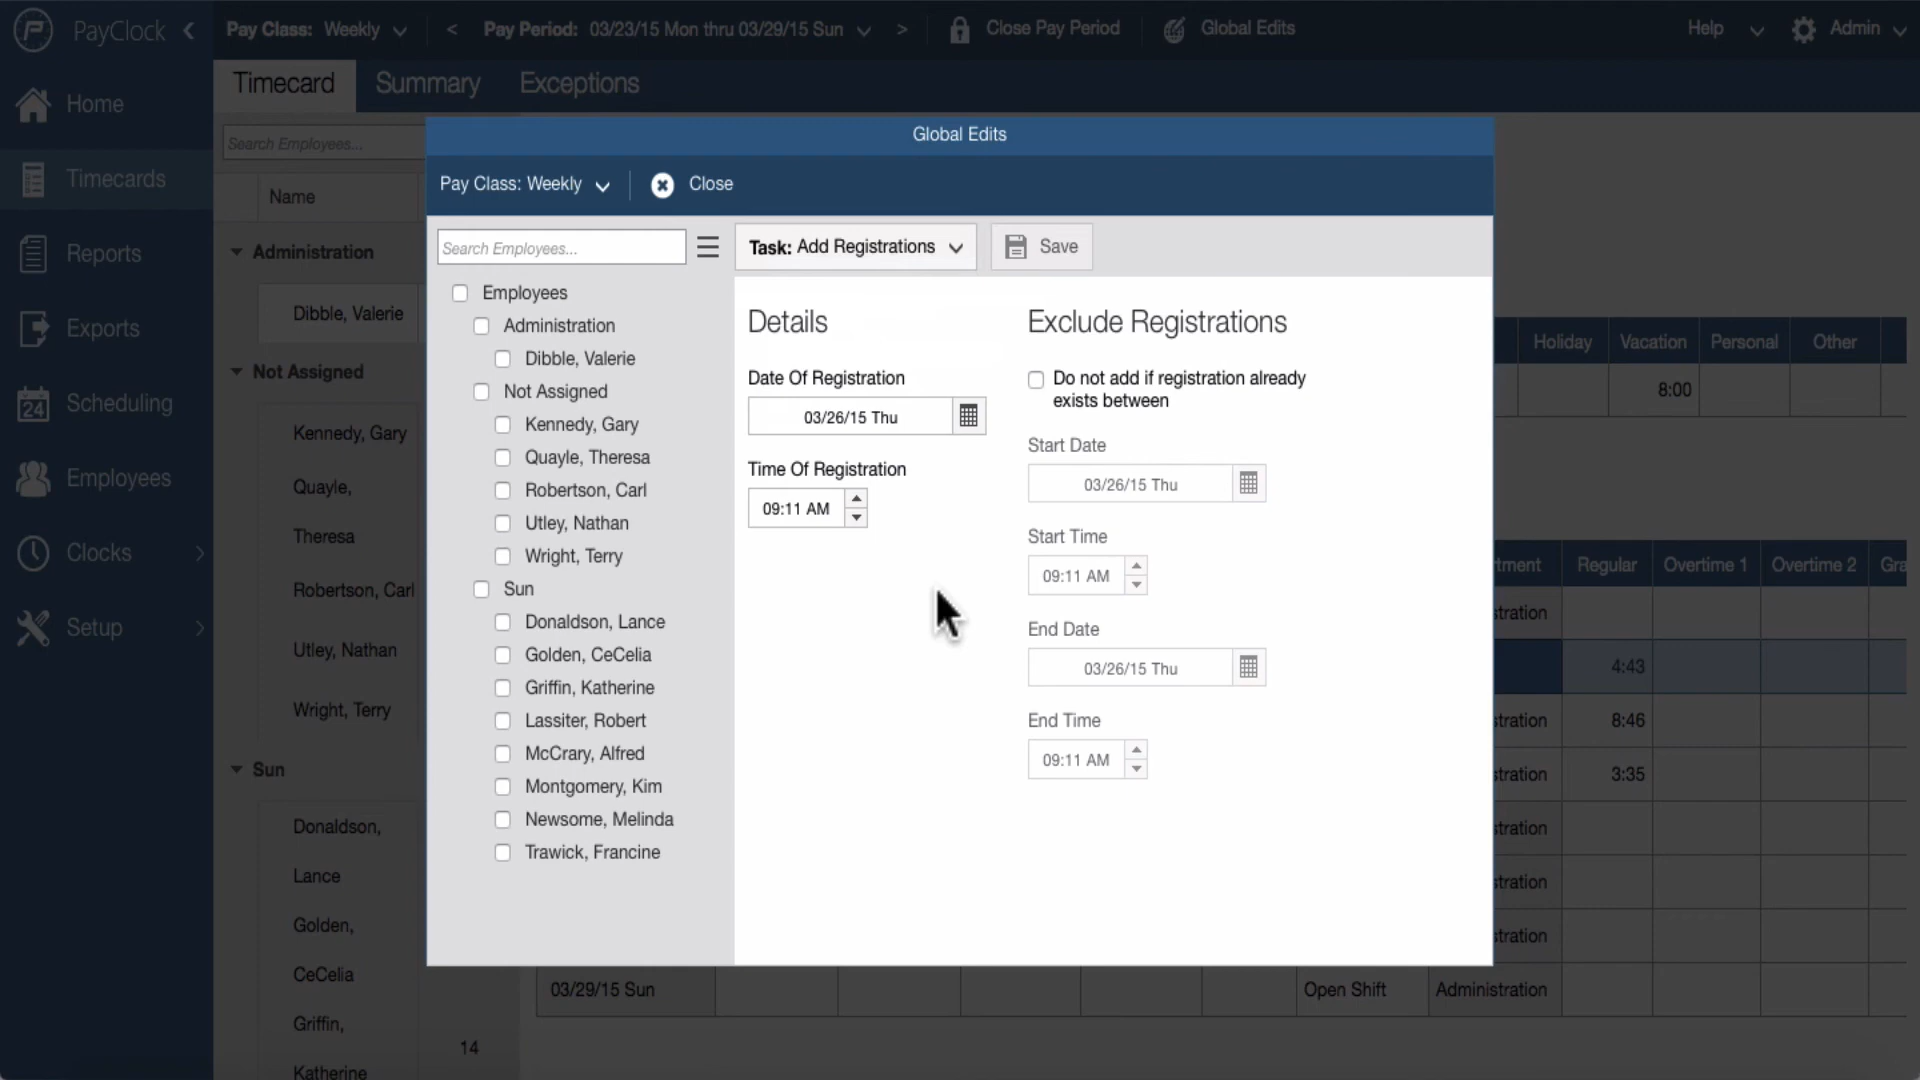 PayClock
Pay Class: Weekly
Pay Period: 03/23/15 Mon thru 03/29/15 Sun
Close Pay Period
Global Edits
Help
Admin
Timecard
Summary
Exceptions
Home
Timecards
Reports
Exports
24
Scheduling
Employees
Clocks
Setup
Search Employees...
Name
Administration
Dibble, Valerie
Not Assigned
Kennedy, Gary
Quayle,
Theresa
Robertson, Carl
Utley, Nathan
Wright, Terry
Sun
Donaldson,
Lance
Golden,
CeCelia
Griffin,
Katherine
14
Global Edits
Pay Class: Weekly
Close
Search Employees...
Task: Add Registrations
Save
Employees
Administration
Dibble, Valerie
Not Assigned
Kennedy, Gary
Quayle, Theresa
Robertson, Carl
Utley, Nathan
Wright, Terry
Sun
Donaldson, Lance
Golden, CeCelia
Griffin, Katherine
Lassiter, Robert
McCrary, Alfred
Montgomery, Kim
Newsome, Melinda
Trawick, Francine
Details
Date Of Registration
03/26/15 Thu
Time Of Registration
09:11 AM
Exclude Registrations
Do not add if registration already
exists between
Start Date
03/26/15 Thu
Start Time
09:11 AM
End Date
03/26/15 Thu
End Time
09:11 AM
Holiday Vacation Personal Other
8:00
tment Regular Overtime 1 Overtime 2 Gra
stration
4:43
stration 8:46
stration 3:35
stration
stration
stration
03/29/15 Sun Open Shift Administration